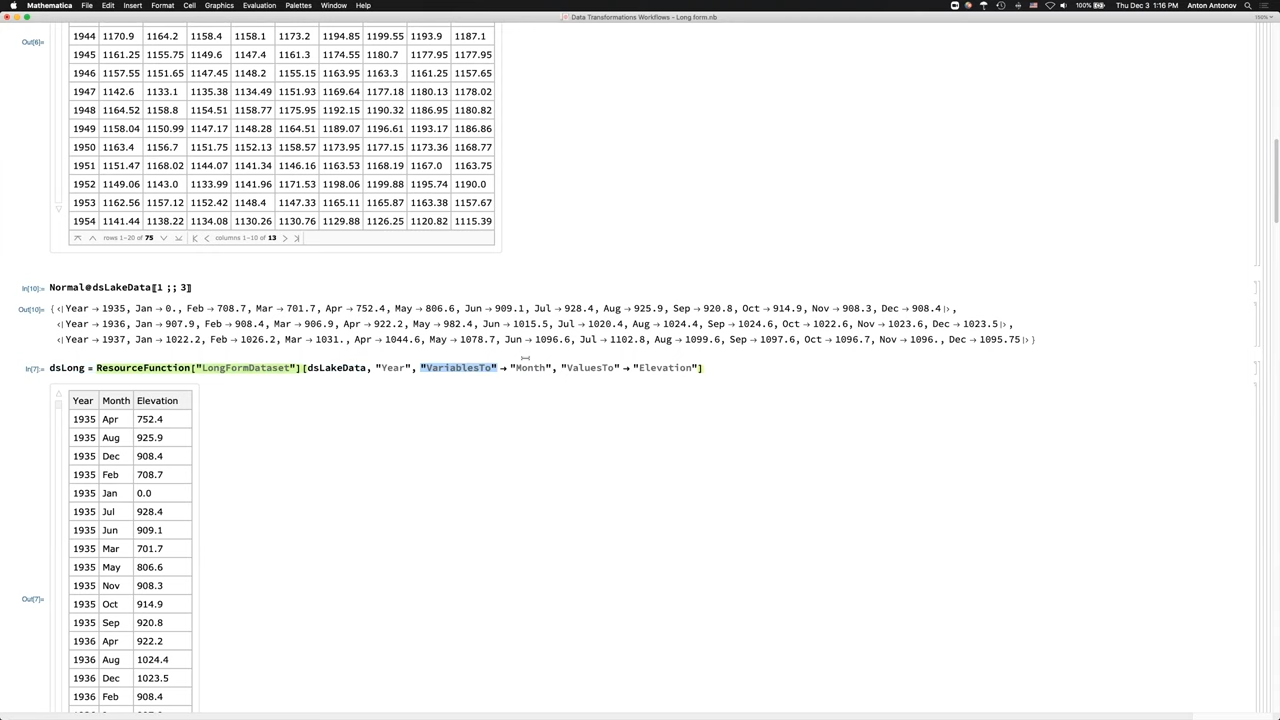 Mathematica File Edit Insert Format Cell Graphics Evaluation Palettes Window Help 100% Thu Dec 3 1:16 PM Anton Antonov
Data Transformations Workflows - Long form.nb 150%
Out[6]=
1944 1170.9 1164.2 1158.4 1158.1 1173.2 1194.85 1199.55 1193.9 1187.1
1945 1161.25 1155.75 1149.6 1147.4 1161.3 1174.55 1180.7 1177.95 1177.95
1946 1157.55 1151.65 1147.45 1148.2 1155.15 1163.95 1163.3 1161.25 1157.65
1947 1142.6 1133.1 1135.38 1134.49 1151.93 1169.64 1177.18 1180.13 1178.02
1948 1164.52 1158.8 1154.51 1158.77 1175.95 1192.15 1190.32 1186.95 1180.82
1949 1158.04 1150.99 1147.17 1148.28 1164.51 1189.07 1196.61 1193.17 1186.86
1950 1163.4 1156.7 1151.75 1152.13 1158.57 1173.95 1177.15 1173.36 1168.77
1951 1151.47 1168.02 1144.07 1141.34 1146.16 1163.53 1168.19 1167.0 1163.75
1952 1149.06 1143.0 1133.99 1141.96 1171.53 1198.06 1199.88 1195.74 1190.0
1953 1162.56 1157.12 1152.42 1148.4 1147.33 1165.11 1165.87 1163.38 1157.67
1954 1141.44 1138.22 1134.08 1130.26 1130.76 1129.88 1126.25 1120.82 1115.39
rows 1–20 of 75 columns 1–10 of 13
In[10]:= Normal@dsLakeData〚1 ;; 3〛
Out[10]= {<|Year → 1935, Jan → 0., Feb → 708.7, Mar → 701.7, Apr → 752.4, May → 806.6, Jun → 909.1, Jul → 928.4, Aug → 925.9, Sep → 920.8, Oct → 914.9, Nov → 908.3, Dec → 908.4|>,
<|Year → 1936, Jan → 907.9, Feb → 908.4, Mar → 906.9, Apr → 922.2, May → 982.4, Jun → 1015.5, Jul → 1020.4, Aug → 1024.4, Sep → 1024.6, Oct → 1022.6, Nov → 1023.6, Dec → 1023.5|>,
<|Year → 1937, Jan → 1022.2, Feb → 1026.2, Mar → 1031., Apr → 1044.6, May → 1078.7, Jun → 1096.6, Jul → 1102.8, Aug → 1099.6, Sep → 1097.6, Oct → 1096.7, Nov → 1096., Dec → 1095.75|>}
In[7]:= dsLong = ResourceFunction["LongFormDataset"][dsLakeData, "Year", "VariablesTo" → "Month", "ValuesTo" → "Elevation"]
Year Month Elevation
1935 Apr 752.4
1935 Aug 925.9
1935 Dec 908.4
1935 Feb 708.7
1935 Jan 0.0
1935 Jul 928.4
1935 Jun 909.1
1935 Mar 701.7
1935 May 806.6
1935 Nov 908.3
Out[7]=
1935 Oct 914.9
1935 Sep 920.8
1936 Apr 922.2
1936 Aug 1024.4
1936 Dec 1023.5
1936 Feb 908.4